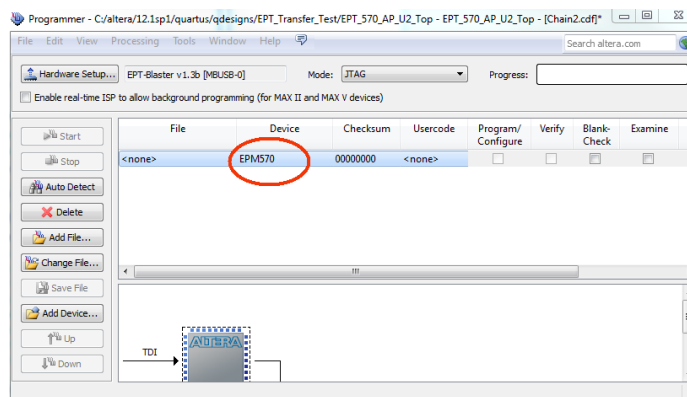 Programmer - C:/altera/12.1sp1/quartus/qdesigns/EPT_Transfer_Test/EPT_570_AP_U2_Top - EPT_570_AP_U2_Top - [Chain2.cdf]*
File Edit View Processing Tools Window Help
Search altera.com
Hardware Setup... EPT-Blaster v1.3b [MBUSB-0] Mode: JTAG Progress:
Enable real-time ISP to allow background programming (for MAX II and MAX V devices)
Start
Stop
Auto Detect
Delete
Add File...
Change File...
Save File
Add Device...
Up
Down
File Device Checksum Usercode Program/ Verify Blank- Examine
Configure Check
<none> EPM570 00000000 <none>
TDI
ALTERA